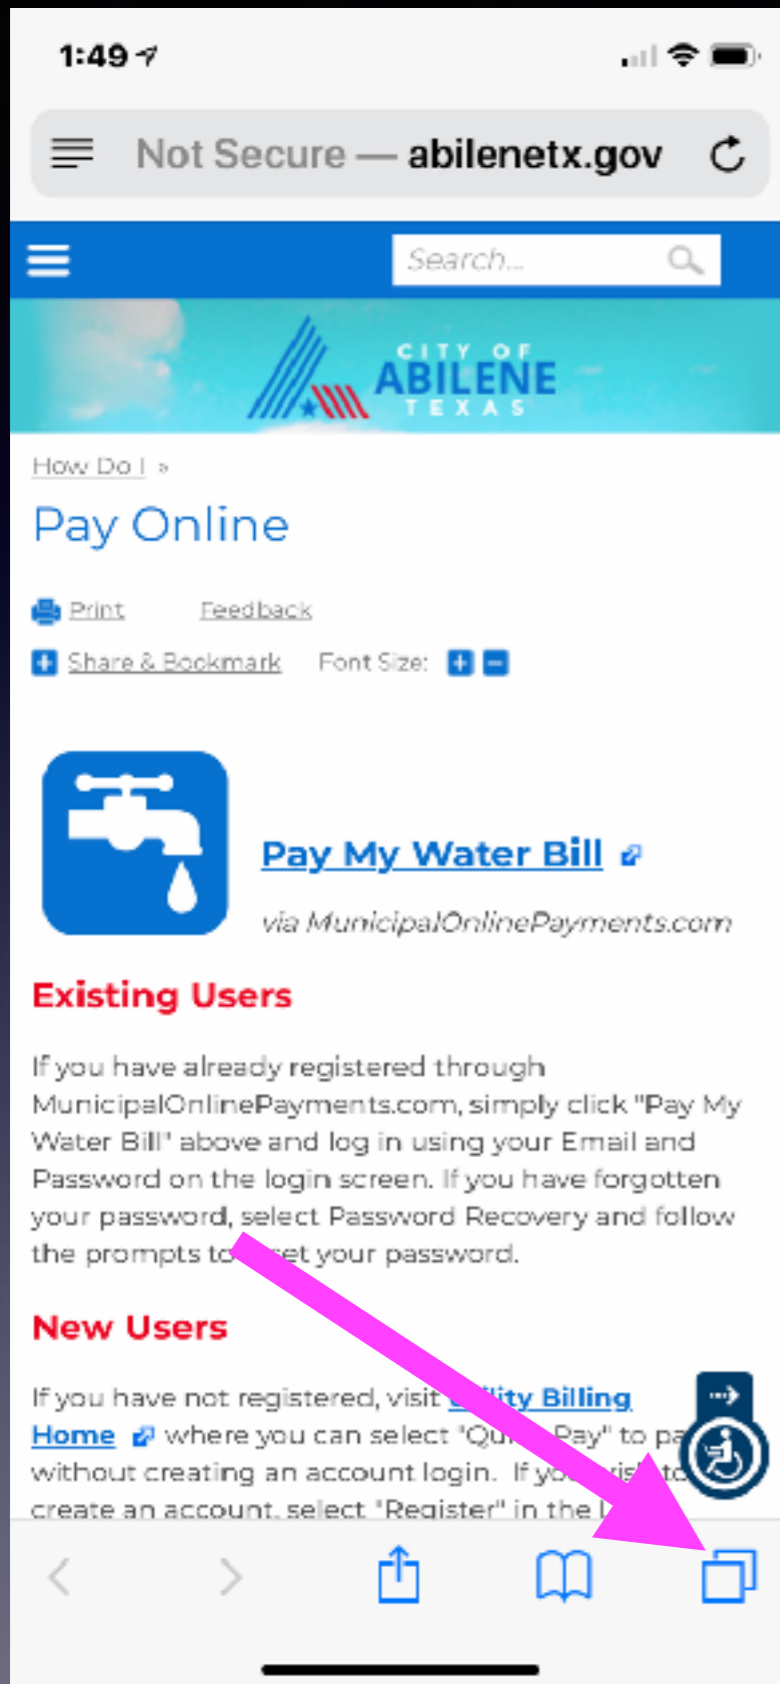 1:49
Not Secure — abilenetx.gov
Search...
CITY OF
ABILENE
TEXAS
How Do I »
Pay Online
Print Feedback
Share & Bookmark Font Size:
Pay My Water Bill
via MunicipalOnlinePayments.com
Existing Users
If you have already registered through
MunicipalOnlinePayments.com, simply click "Pay My
Water Bill" above and log in using your Email and
Password on the login screen. If you have forgotten
your password, select Password Recovery and follow
the prompts to your password.
New Users
If you have not registered, visit Billing
Home where you can select "Pay" to
without creating an account login. If to
create an account, select "Register" in the